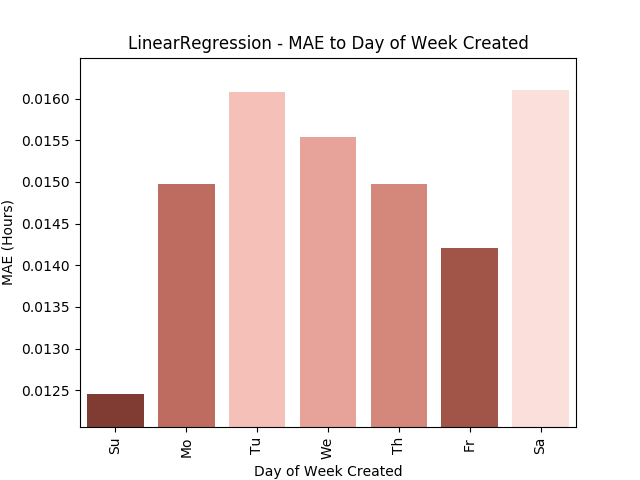 LinearRegression - MAE to Day of Week Created
MAE (Hours)
0.0160
0.0155
0.0150
0.0145
0.0140
0.0135
0.0130
0.0125
Su
Mo
Tu
We
Th
Fr
Sa
Day of Week Created